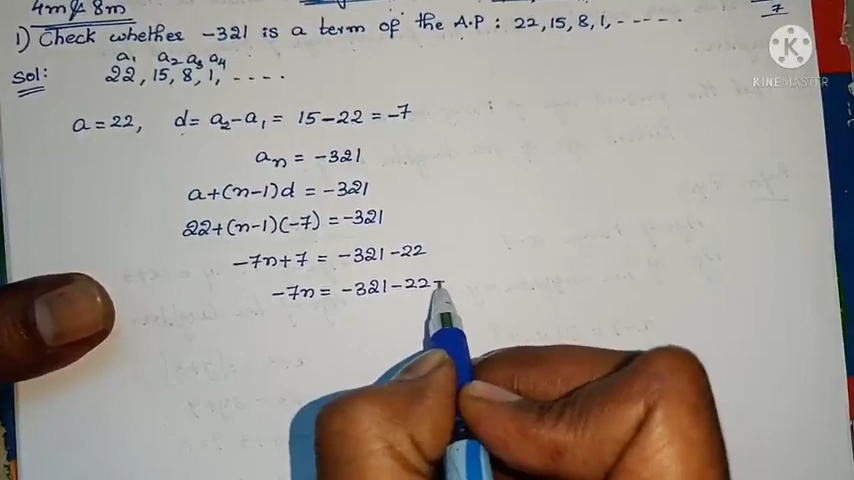 4m & 8m
1) Check whether -321 is a term of the A.P : 22, 15, 8, 1, - - - - -.
7
a₁ a₂ a₃ a₄
Sol: 22, 15, 8, 1, - - - -.
a = 22, d = a₂ - a₁ = 15 - 22 = -7
aₙ = -321
a + (n-1)d = -321
22 + (n-1)(-7) = -321
-7n + 7 = -321 - 22
-7n = -321 - 22 -
KINEMASTER